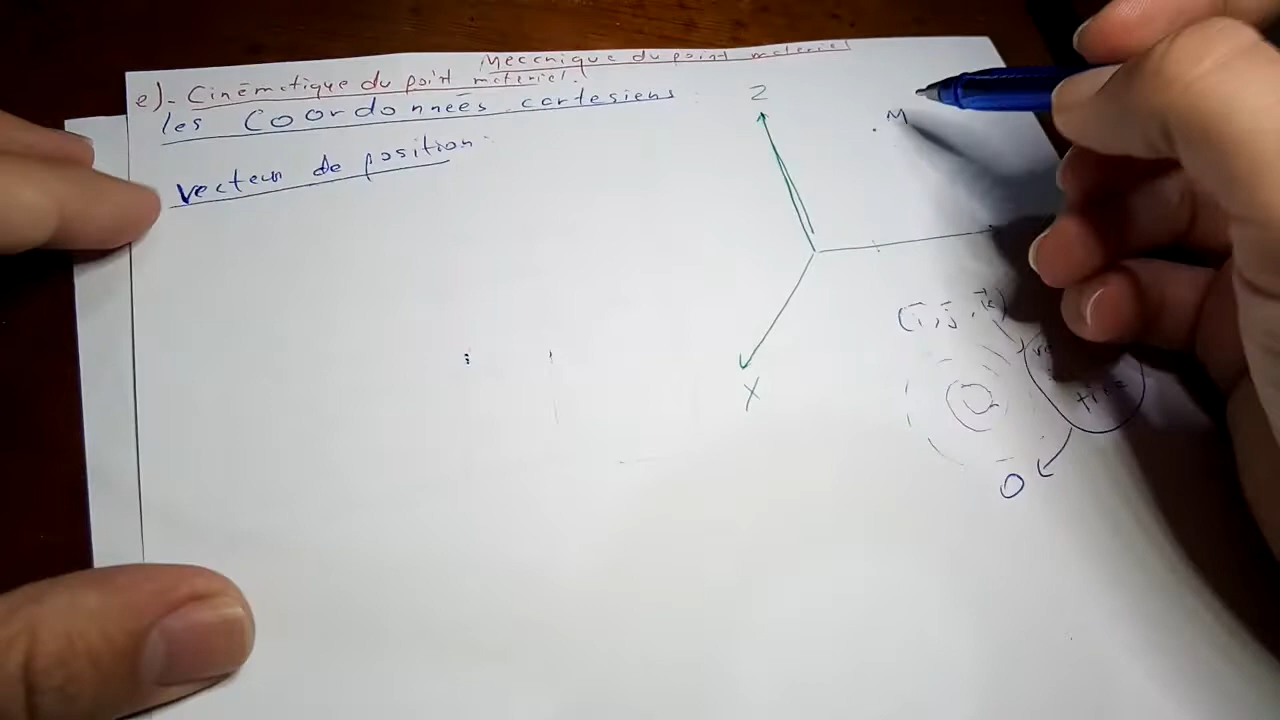 Mecanique du point materiel
e)- Cinématique du point materiel.
les Coordonnées cartesiens :
Vecteur de position :
Z
M
X
(i, j, k)
O